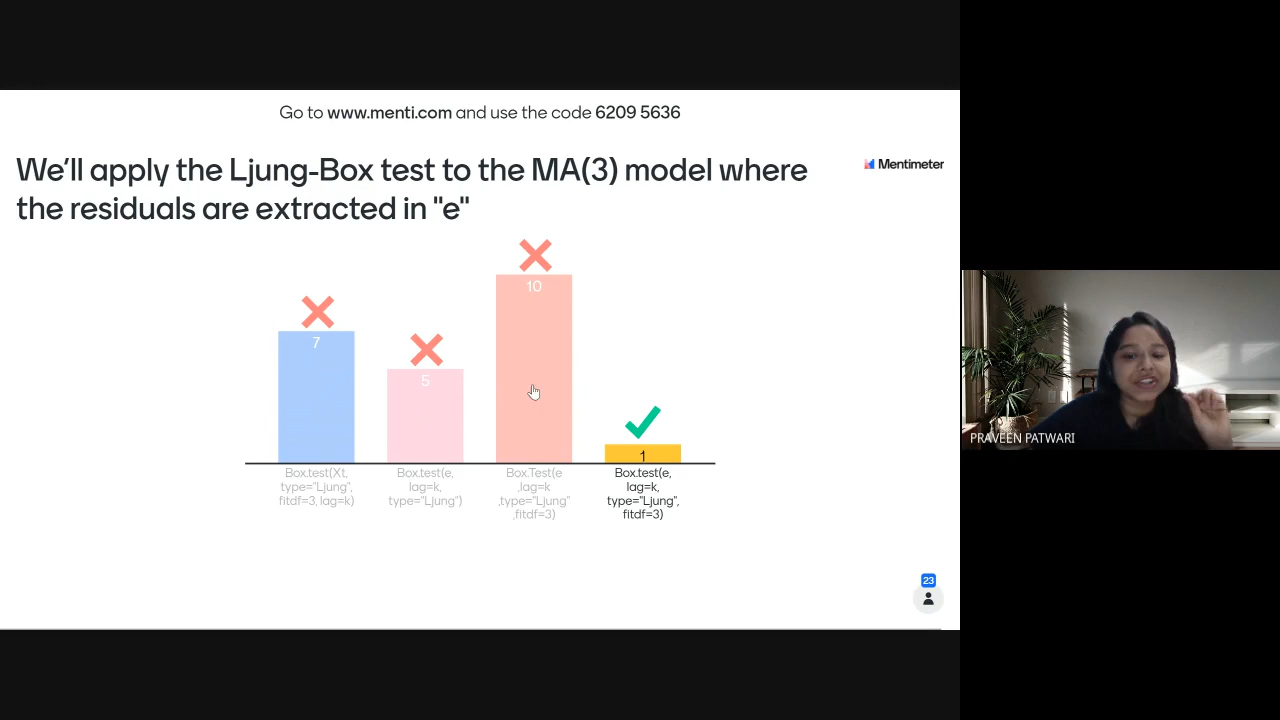 Go to www.menti.com and use the code 6209 5636
We'll apply the Ljung-Box test to the MA(3) model where
the residuals are extracted in "e"
Mentimeter
7
5
10
1
Box.test(Xt,
type="Ljung",
fitdf=3, lag=k)
Box.test(e,
lag=k,
type="Ljung")
Box.Test(e
,lag=k
,type="Ljung"
,fitdf=3)
Box.test(e,
lag=k,
type="Ljung",
fitdf=3)
23
PRAVEEN PATWARI